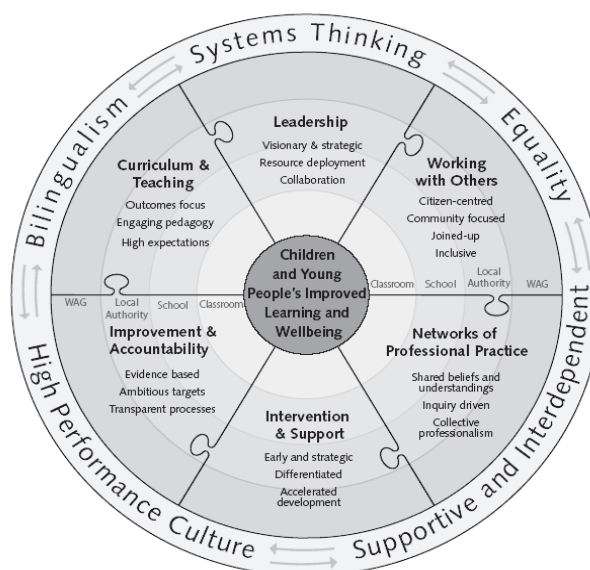 Systems Thinking
Equality
Supportive and Interdependent
High Performance Culture
Bilingualism
Leadership
Visionary & strategic
Resource deployment
Collaboration
Working
with Others
Citizen-centred
Community focused
Joined-up
Inclusive
Networks of
Professional Practice
Shared beliefs and
understandings
Inquiry driven
Collective
professionalism
Intervention
& Support
Early and strategic
Differentiated
Accelerated
development
Improvement &
Accountability
Evidence based
Ambitious targets
Transparent processes
Curriculum &
Teaching
Outcomes focus
Engaging pedagogy
High expectations
Children
and Young
People's Improved
Learning and
Wellbeing
WAG
Local
Authority
School
Classroom
Classroom
School
Local
Authority
WAG